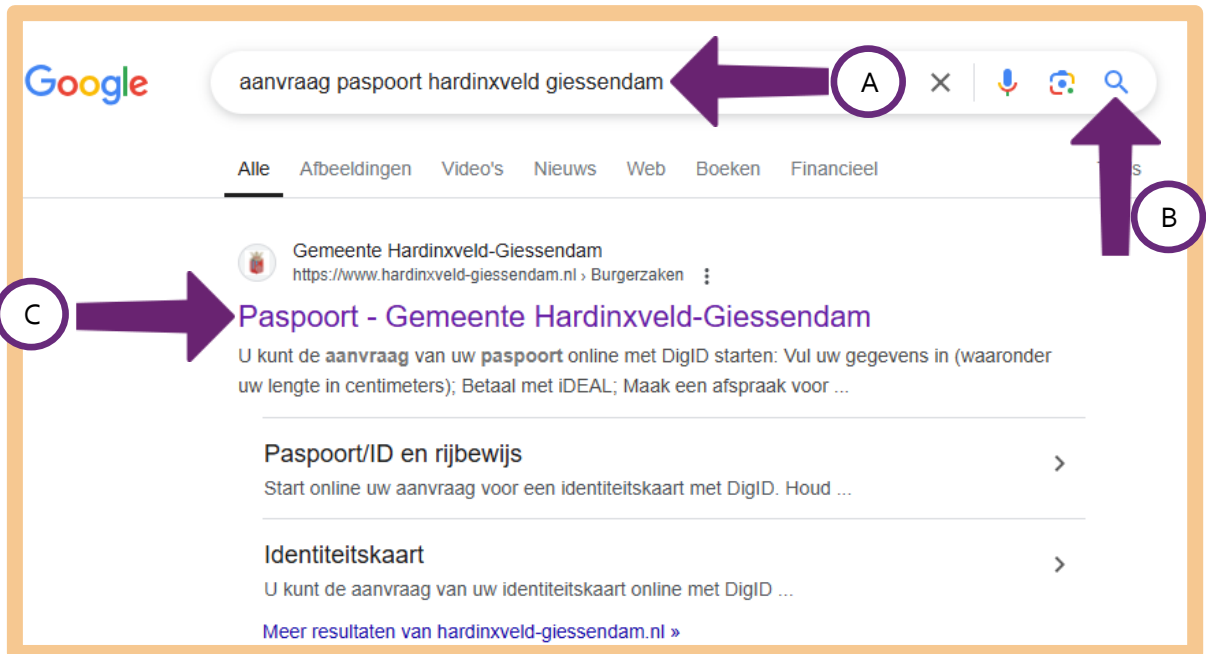 Google
aanvraag paspoort hardinxveld giessendam
A
Alle Afbeeldingen Video's Nieuws Web Boeken Financieel
B
Gemeente Hardinxveld-Giessendam
https://www.hardinxveld-giessendam.nl › Burgerzaken
C
Paspoort - Gemeente Hardinxveld-Giessendam
U kunt de aanvraag van uw paspoort online met DigID starten: Vul uw gegevens in (waaronder
uw lengte in centimeters); Betaal met iDEAL; Maak een afspraak voor ...
Paspoort/ID en rijbewijs
Start online uw aanvraag voor een identiteitskaart met DigID. Houd ...
Identiteitskaart
U kunt de aanvraag van uw identiteitskaart online met DigID ...
Meer resultaten van hardinxveld-giessendam.nl »